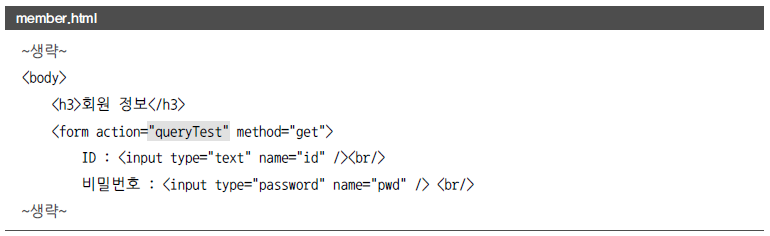 member.html
~생략~
<body>
<h3>회원 정보</h3>
<form action="queryTest" method="get">
ID : <input type="text" name="id" /><br/>
비밀번호 : <input type="password" name="pwd" /> <br/>
~생략~